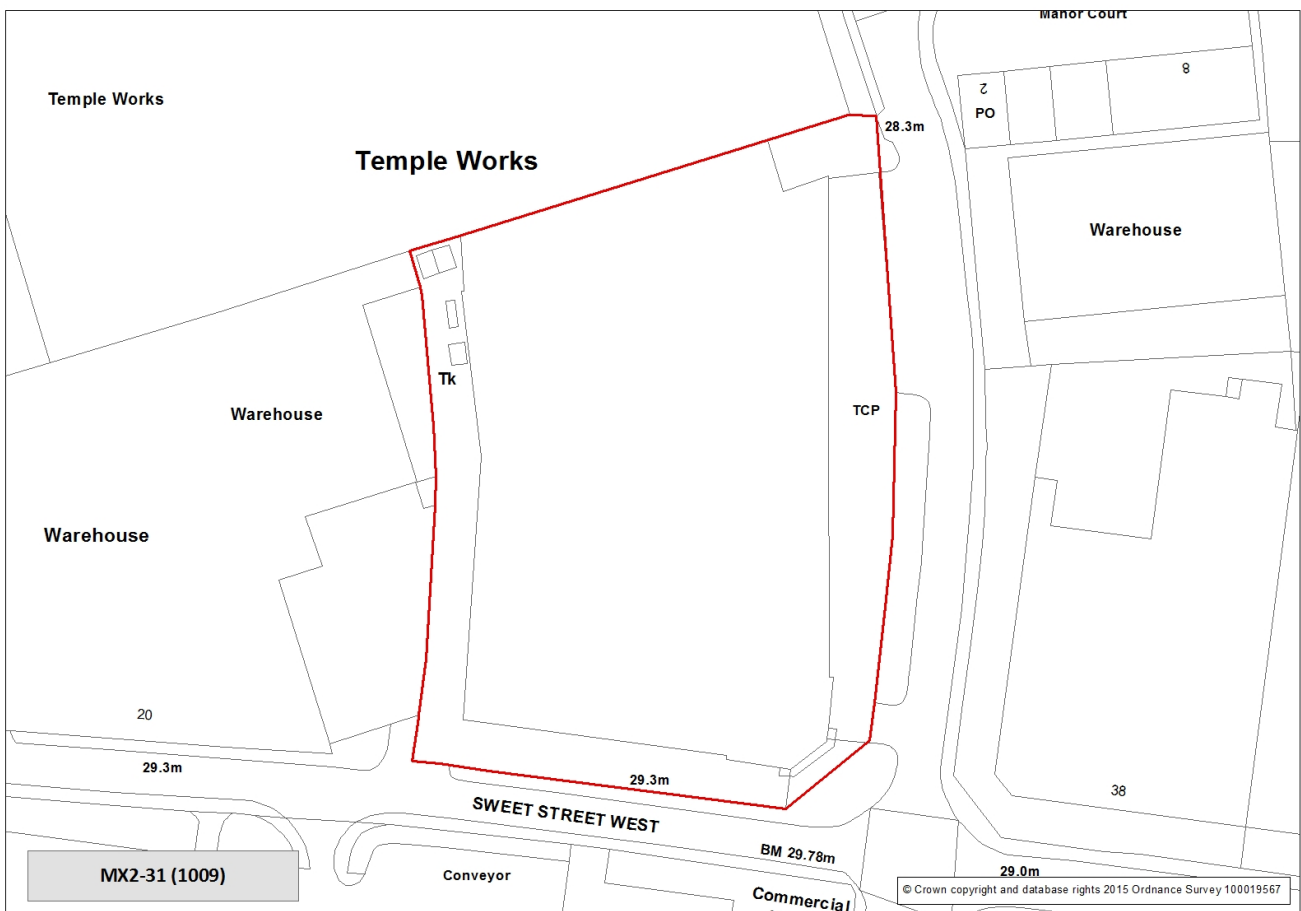 Manor Court
Temple Works
8
2
PO
28.3m
Temple Works
Warehouse
Tk
TCP
Warehouse
Warehouse
20
29.3m
29.3m
38
SWEET STREET WEST
BM 29.78m
29.0m
MX2-31 (1009)
Conveyor
Commercial
© Crown copyright and database rights 2015 Ordnance Survey 100019567